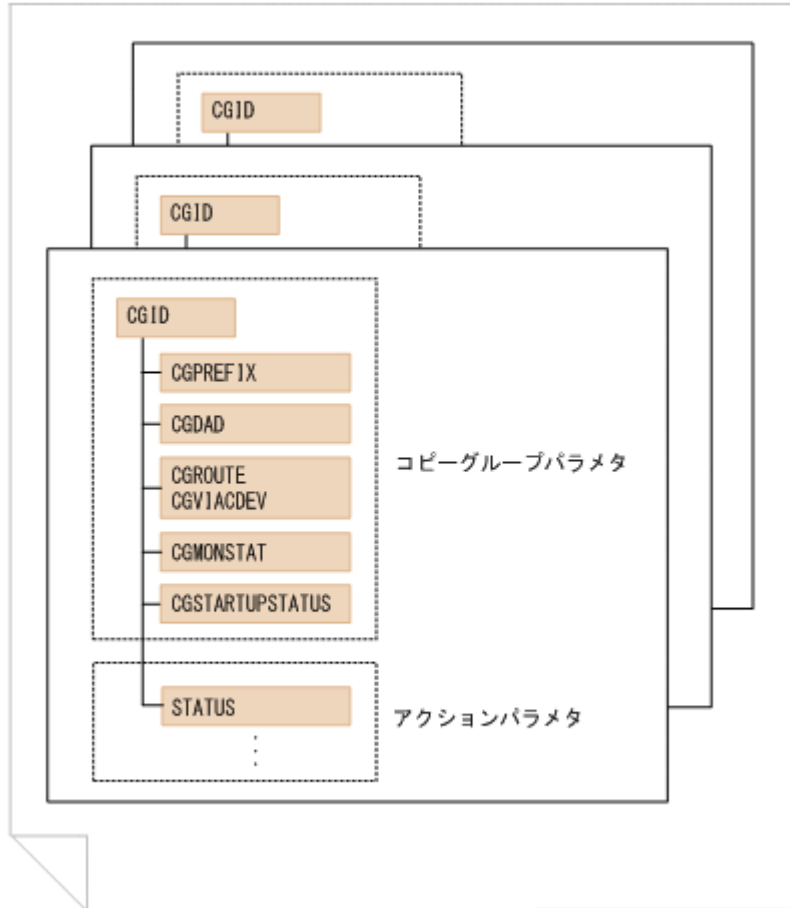 CGID
CGID
CGID
CGPREFIX
CGDAD
CGROUTE
CGVIACDEV
CGMONSTAT
CGSTARTUPSTATUS
コピーグループパラメタ
STATUS
アクションパラメタ